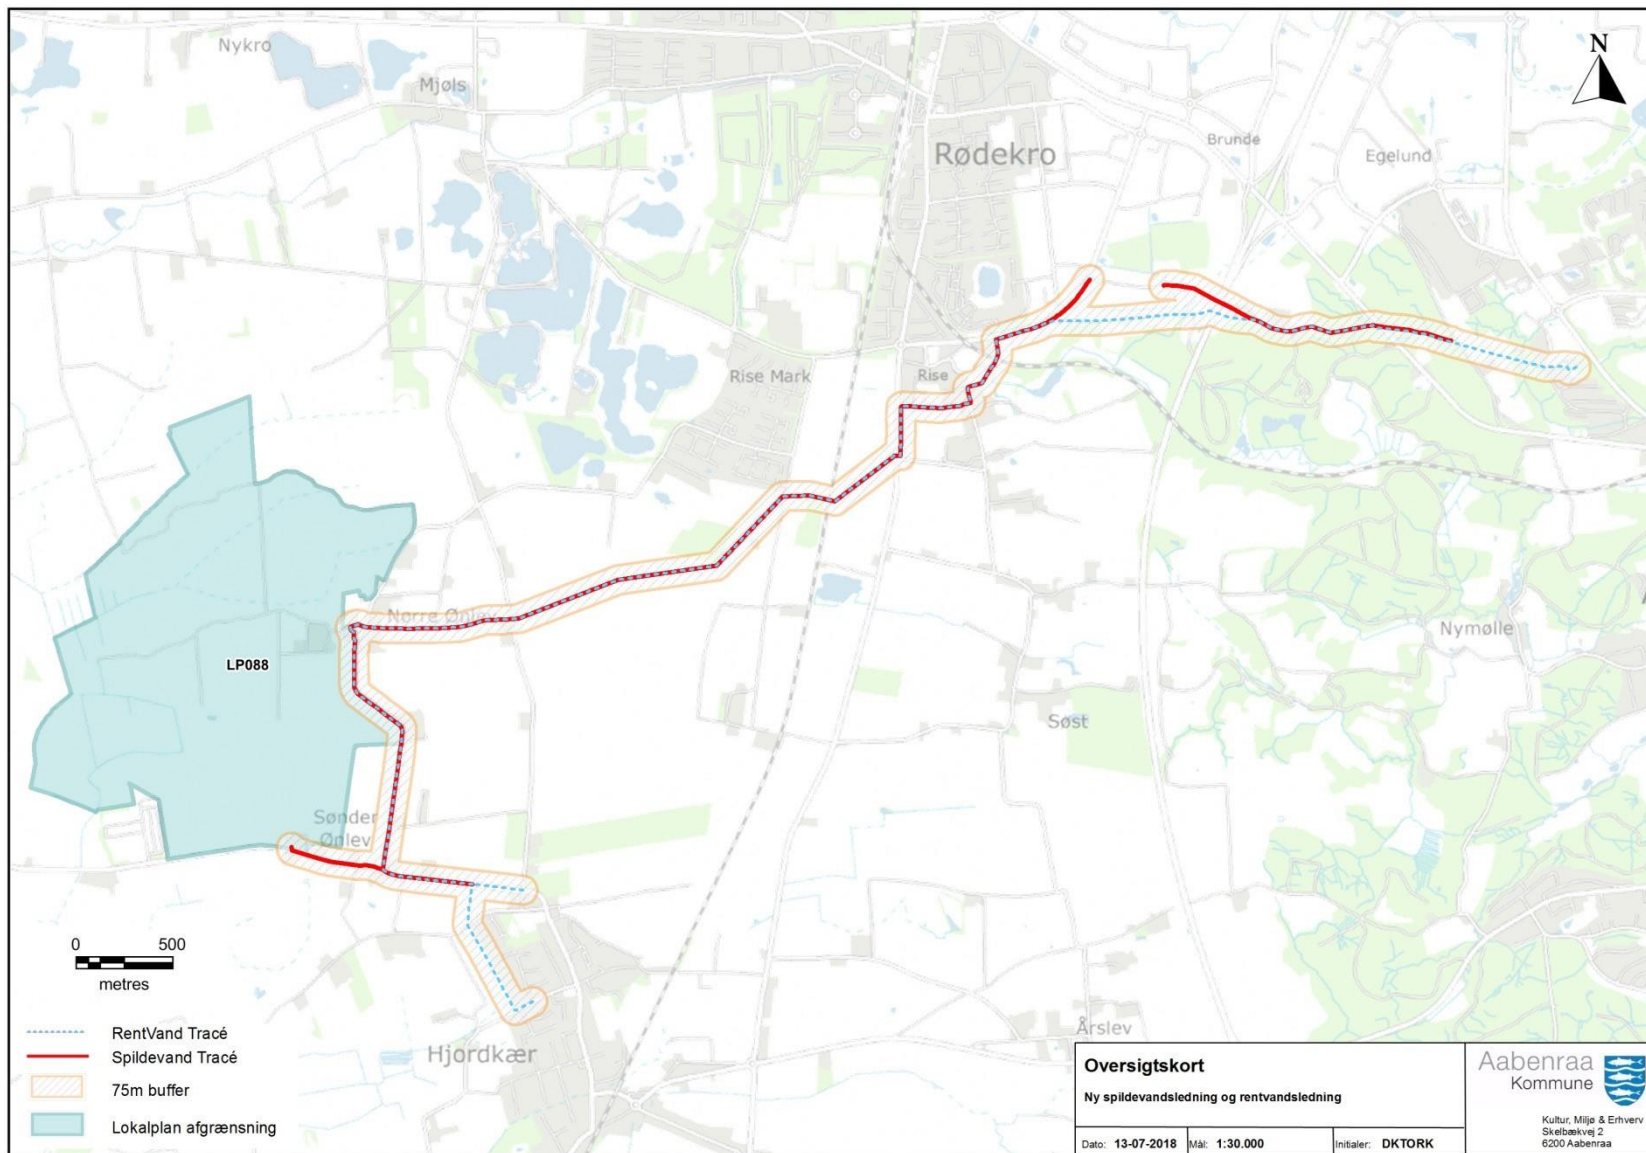 Nykro
Mjøls
N
Rødekro
Brunde
Egelund
Rise Mark
Rise
Nørre Ønlev
LP088
Nymølle
Søst
Sønder
Ønlev
0 500
metres
Årslev
Hjordkær
RentVand Tracé
Spildevand Tracé
75m buffer
Lokalplan afgrænsning
Oversigtskort
Ny spildevandsledning og rentvandsledning
Dato: 13-07-2018 Mål: 1:30.000 Initialer: DKTORK
Aabenraa
Kommune
Kultur, Miljø & Erhverv
Skelbækvej 2
6200 Aabenraa